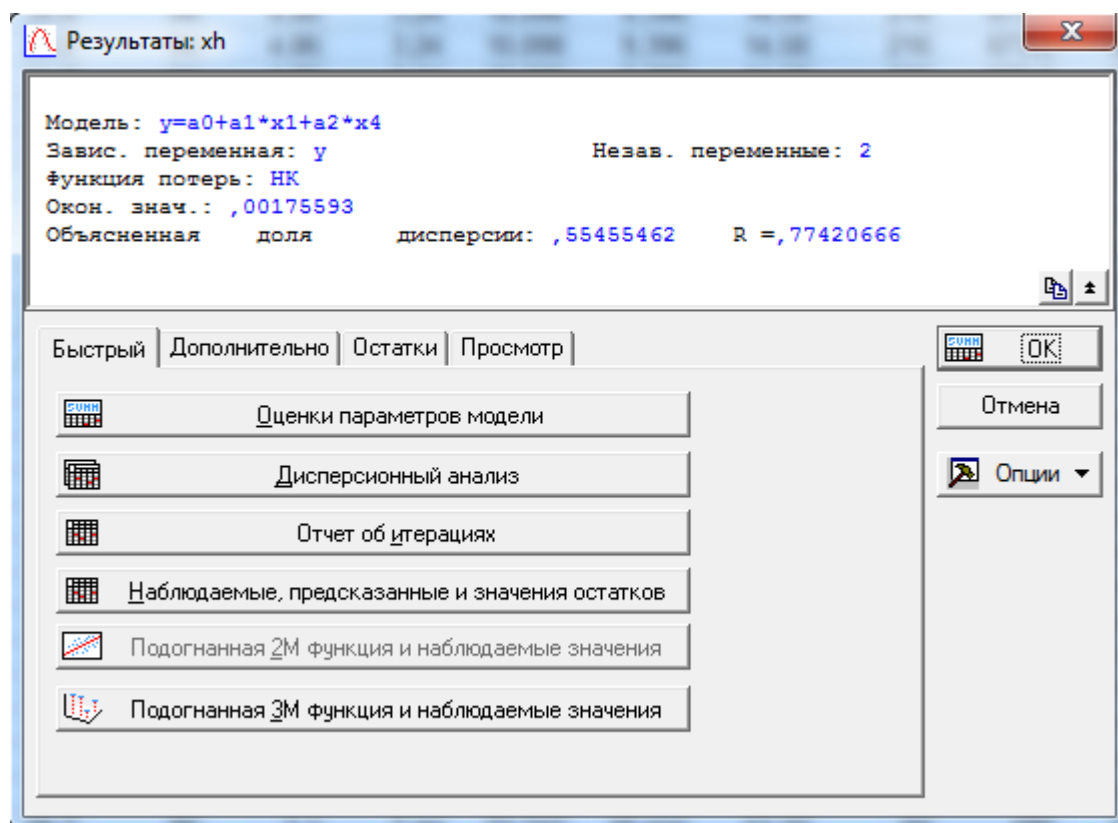 Результаты: xh
Модель: y=a0+a1*x1+a2*x4
Завис. переменная: y Незав. переменные: 2
Функция потерь: НК
Окон. знач.: ,00175593
Объясненная доля дисперсии: ,55455462 R =,77420666
Быстрый Дополнительно Остатки Просмотр
OK
Оценки параметров модели
Отмена
Дисперсионный анализ
Опции
Отчет об итерациях
Наблюдаемые, предсказанные и значения остатков
Подогнанная 2М функция и наблюдаемые значения
Подогнанная 3М функция и наблюдаемые значения